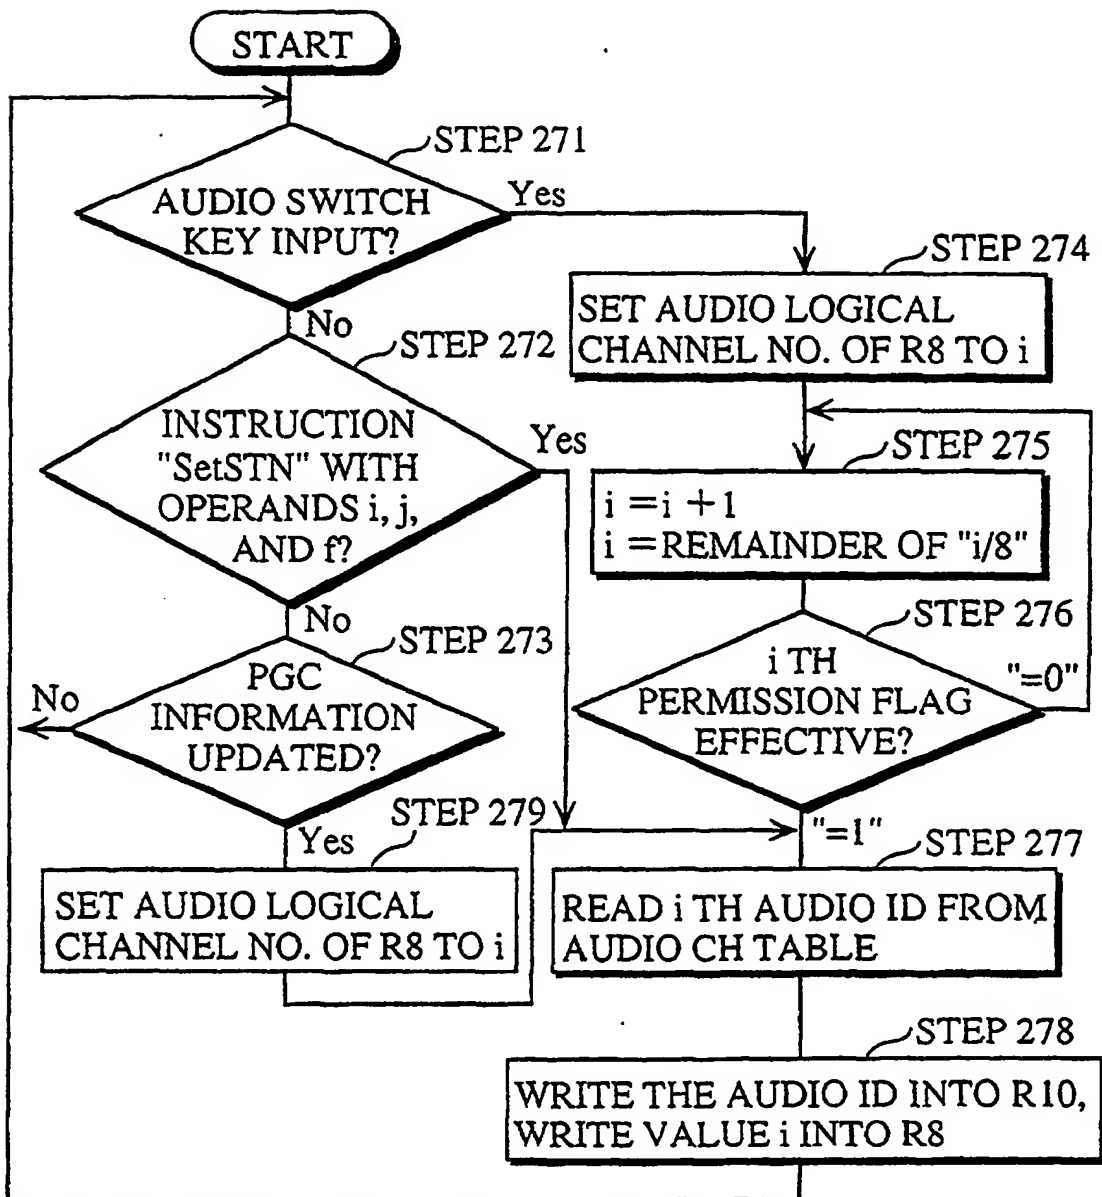 START
STEP 271
AUDIO SWITCH
KEY INPUT?
Yes
No
STEP 274
SET AUDIO LOGICAL
CHANNEL NO. OF R8 TO i
STEP 272
INSTRUCTION
"SetSTN" WITH
OPERANDS i, j,
AND f?
Yes
No
STEP 275
i = i + 1
i = REMAINDER OF "i/8"
STEP 276
i TH
PERMISSION FLAG
EFFECTIVE?
"=0"
"=1"
STEP 273
PGC
INFORMATION
UPDATED?
No
Yes
STEP 279
SET AUDIO LOGICAL
CHANNEL NO. OF R8 TO i
STEP 277
READ i TH AUDIO ID FROM
AUDIO CH TABLE
STEP 278
WRITE THE AUDIO ID INTO R10,
WRITE VALUE i INTO R8